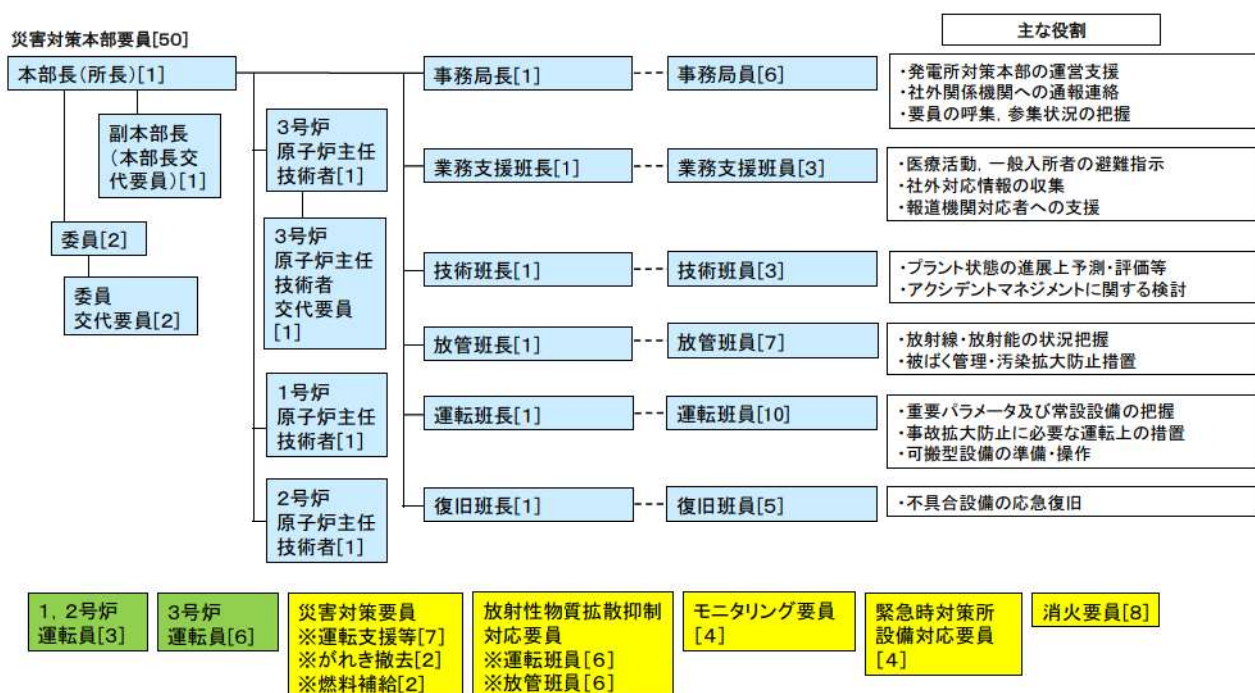 災害対策本部要員[50]
主な役割
本部長(所長)[1]
副本部長
(本部長交
代要員)[1]
委員[2]
委員
交代要員[2]
3号炉
原子炉主任
技術者[1]
3号炉
原子炉主任
技術者
交代要員
[1]
1号炉
原子炉主任
技術者[1]
2号炉
原子炉主任
技術者[1]
事務局長[1]
事務局員[6]
・発電所対策本部の運営支援
・社外関係機関への通報連絡
・要員の呼集,参集状況の把握
業務支援班長[1]
業務支援班員[3]
・医療活動,一般入所者の避難指示
・社外対応情報の収集
・報道機関対応者への支援
技術班長[1]
技術班員[3]
・プラント状態の進展上予測・評価等
・アクシデントマネジメントに関する検討
放管班長[1]
放管班員[7]
・放射線・放射能の状況把握
・被ばく管理・汚染拡大防止措置
運転班長[1]
運転班員[10]
・重要パラメータ及び常設設備の把握
・事故拡大防止に必要な運転上の措置
・可搬型設備の準備・操作
復旧班長[1]
復旧班員[5]
・不具合設備の応急復旧
1,2号炉
運転員[3]
3号炉
運転員[6]
災害対策要員
※運転支援等[7]
※がれき撤去[2]
※燃料補給[2]
放射性物質拡散抑制
対応要員
※運転班員[6]
※放管班員[6]
モニタリング要員
[4]
緊急時対策所
設備対応要員
[4]
消火要員[8]